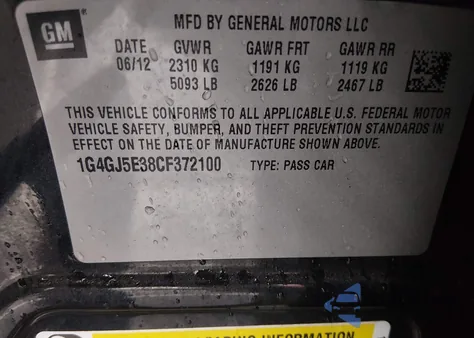 GM
MFD BY GENERAL MOTORS LLC
DATE GVWR GAWR FRT GAWR RR
06/12 2310 KG 1191 KG 1119 KG
5093 LB 2626 LB 2467 LB
THIS VEHICLE CONFORMS TO ALL APPLICABLE U.S. FEDERAL MOTOR
VEHICLE SAFETY, BUMPER, AND THEFT PREVENTION STANDARDS IN
EFFECT ON THE DATE OF MANUFACTURE SHOWN ABOVE.
1G4GJ5E38CF372100 TYPE: PASS CAR
INFORMATION